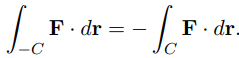 ∫_{-C} 𝐅 · d𝐫 = − ∫_C 𝐅 · d𝐫.